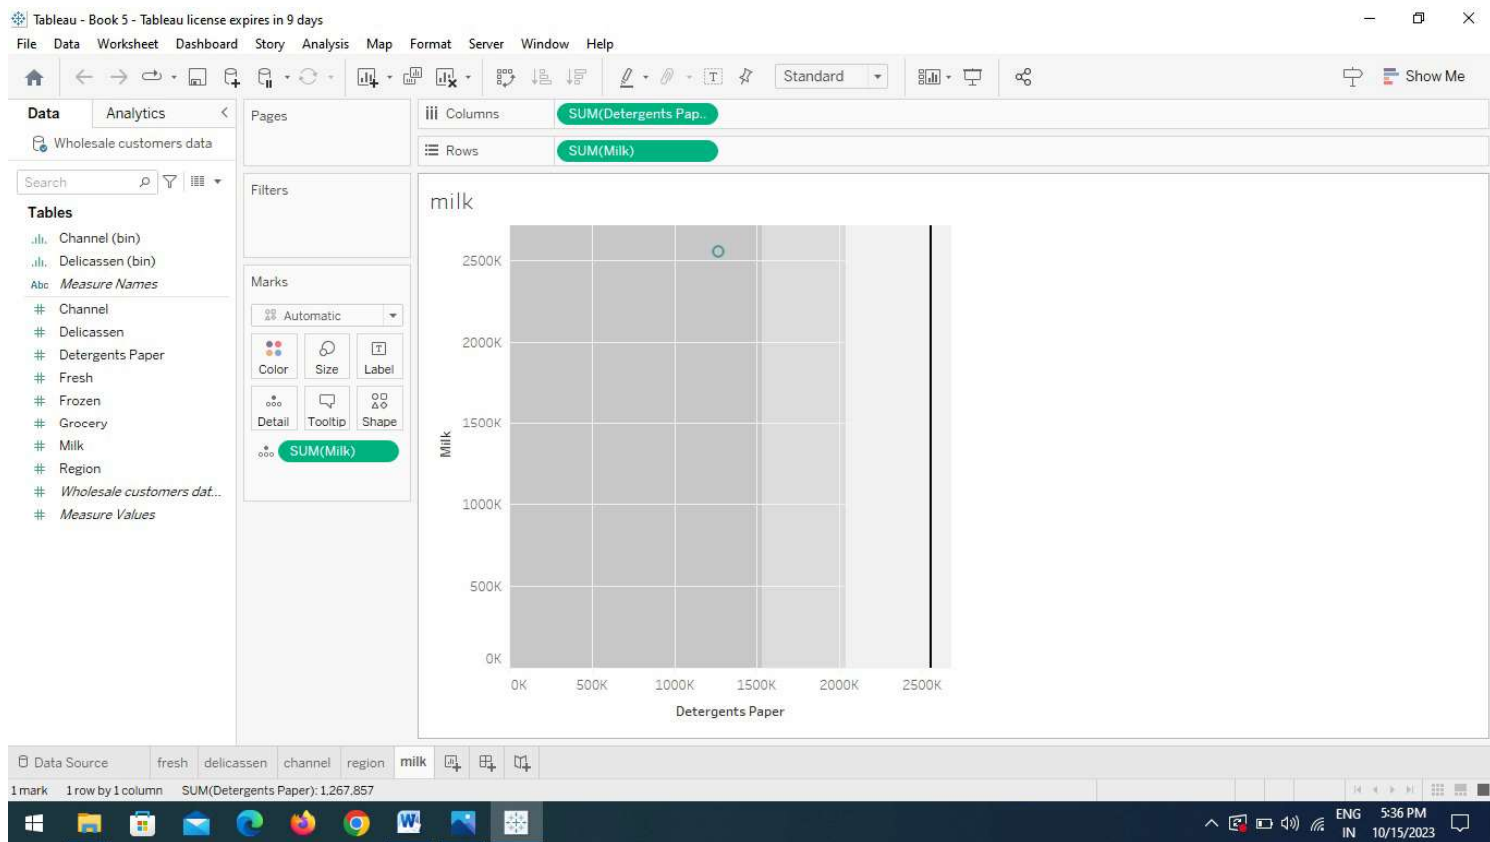 Tableau - Book 5 - Tableau license expires in 9 days
File Data Worksheet Dashboard Story Analysis Map Format Server Window Help
Standard
Show Me
Data Analytics
Pages
Columns
SUM(Detergents Pap..
Wholesale customers data
Rows
SUM(Milk)
Search
Filters
milk
Tables
Channel (bin)
Delicassen (bin)
Abc Measure Names
# Channel
# Delicassen
# Detergents Paper
# Fresh
# Frozen
# Grocery
# Milk
# Region
# Wholesale customers dat...
# Measure Values
Marks
Automatic
Color Size Label
Detail Tooltip Shape
SUM(Milk)
2500K
2000K
1500K
1000K
500K
0K
Milk
0K 500K 1000K 1500K 2000K 2500K
Detergents Paper
Data Source fresh delicassen channel region milk
1 mark 1 row by 1 column SUM(Detergents Paper): 1,267,857
ENG
IN
5:36 PM
10/15/2023